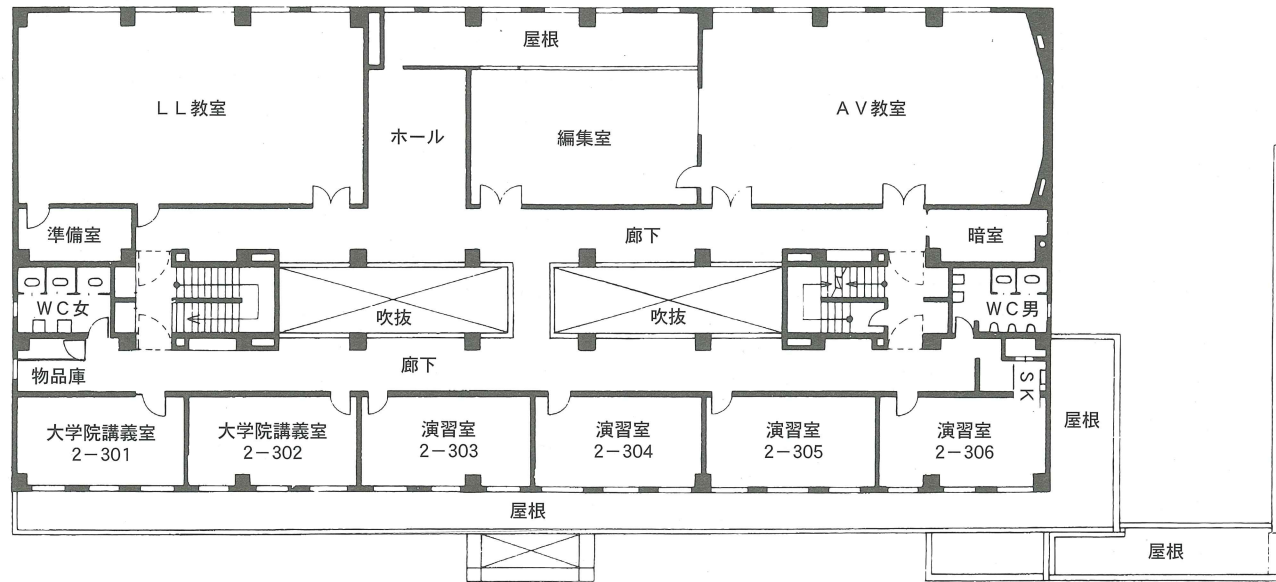 屋根
ＬＬ教室
ＡＶ教室
ホール
編集室
準備室
廊下
暗室
ＷＣ女
吹抜
吹抜
ＷＣ男
物品庫
廊下
ＳＫ
大学院講義室
2－301
大学院講義室
2－302
演習室
2－303
演習室
2－304
演習室
2－305
演習室
2－306
屋根
屋根
屋根